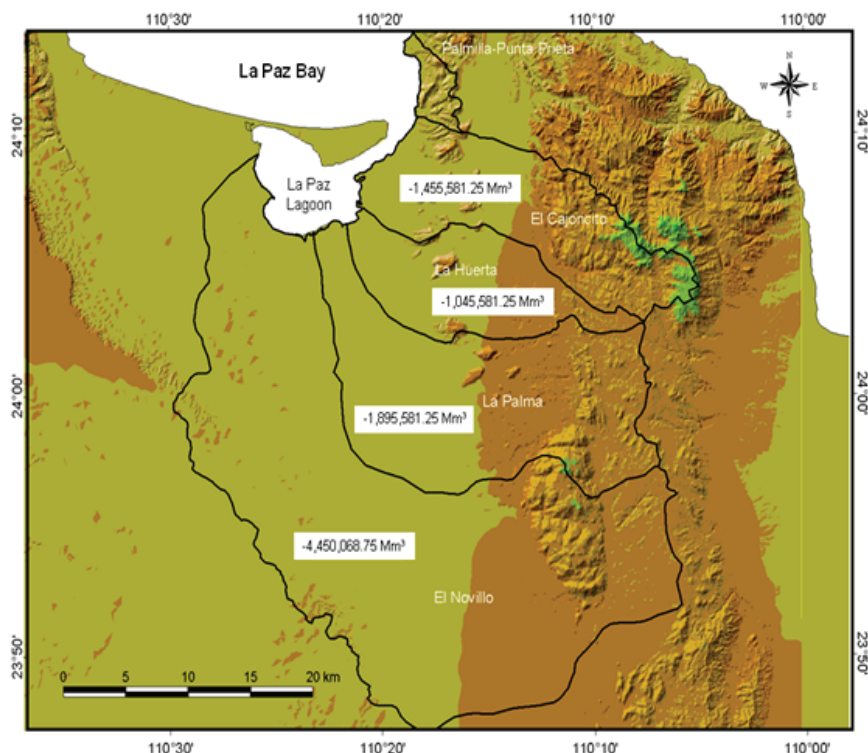 110°30'
110°20'
110°10'
110°00'
Palmilla-Punta Prieta
La Paz Bay
N
W
E
S
24°10'
24°10'
La Paz
Lagoon
-1,455,581.25 Mm³
El Cajoncito
La Huerta
-1,045,581.25 Mm³
24°00'
24°00'
La Palma
-1,895,581.25 Mm³
-4,450,068.75 Mm³
El Novillo
23°50'
23°50'
0 5 10 15 20 km
110°30'
110°20'
110°10'
110°00'